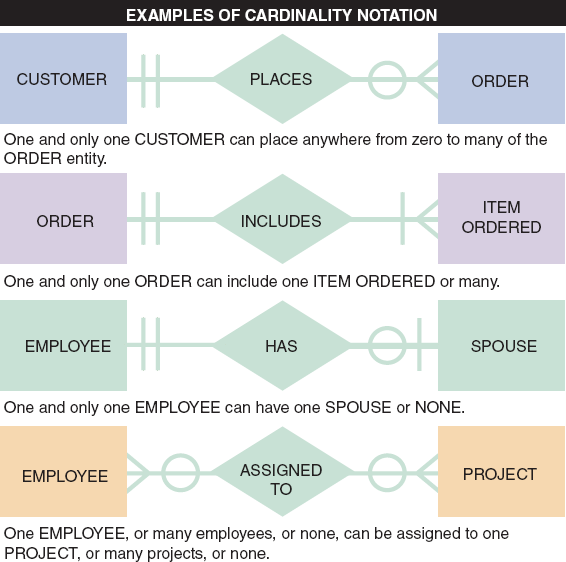 EXAMPLES OF CARDINALITY NOTATION
CUSTOMER
PLACES
ORDER
One and only one CUSTOMER can place anywhere from zero to many of the
ORDER entity.
ORDER
INCLUDES
ITEM
ORDERED
One and only one ORDER can include one ITEM ORDERED or many.
EMPLOYEE
HAS
SPOUSE
One and only one EMPLOYEE can have one SPOUSE or NONE.
EMPLOYEE
ASSIGNED
TO
PROJECT
One EMPLOYEE, or many employees, or none, can be assigned to one
PROJECT, or many projects, or none.